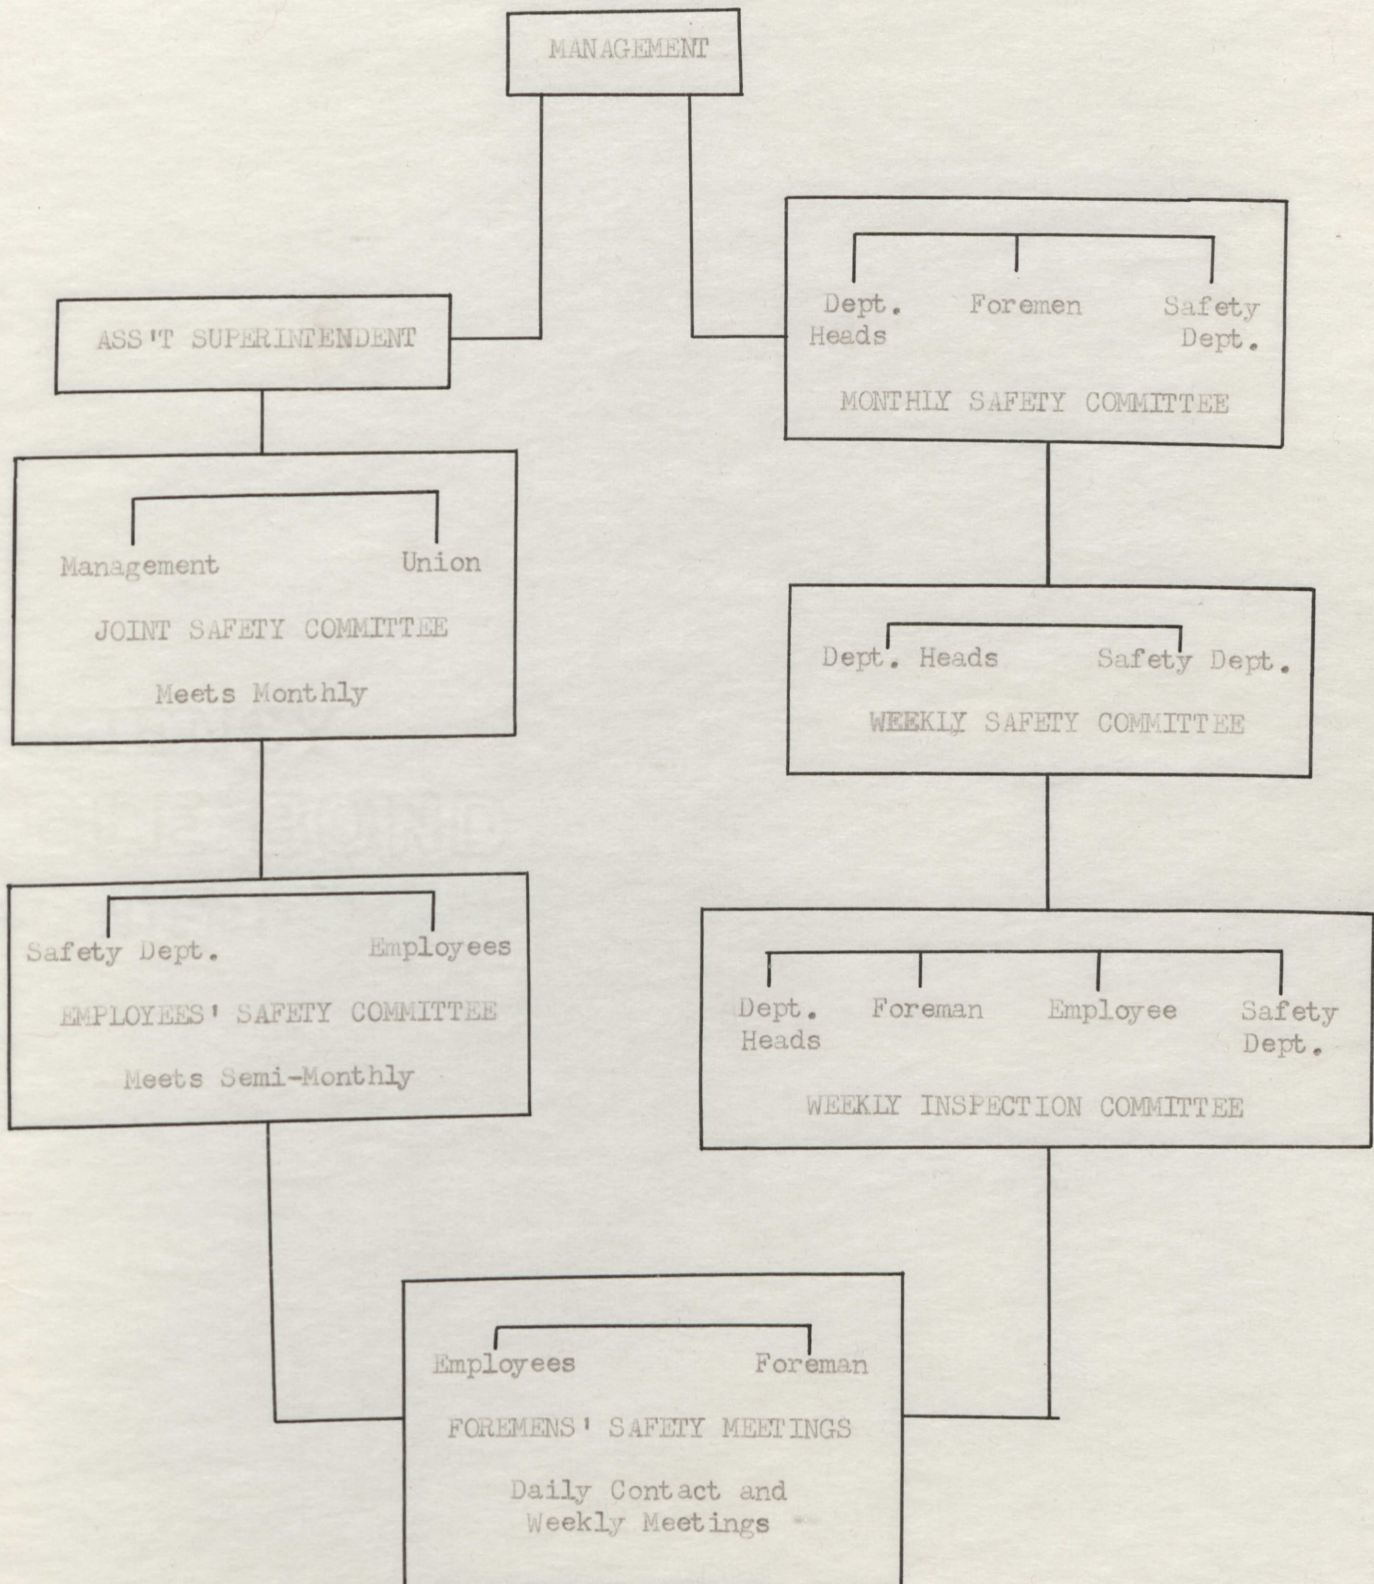 MANAGEMENT
ASS'T SUPERINTENDENT
Management Union
JOINT SAFETY COMMITTEE
Meets Monthly
Safety Dept. Employees
EMPLOYEES' SAFETY COMMITTEE
Meets Semi-Monthly
Dept. Foremen Safety
Heads Dept.
MONTHLY SAFETY COMMITTEE
Dept. Heads Safety Dept.
WEEKLY SAFETY COMMITTEE
Dept. Foreman Employee Safety
Heads Dept.
WEEKLY INSPECTION COMMITTEE
Employees Foreman
FOREMENS' SAFETY MEETINGS
Daily Contact and
Weekly Meetings